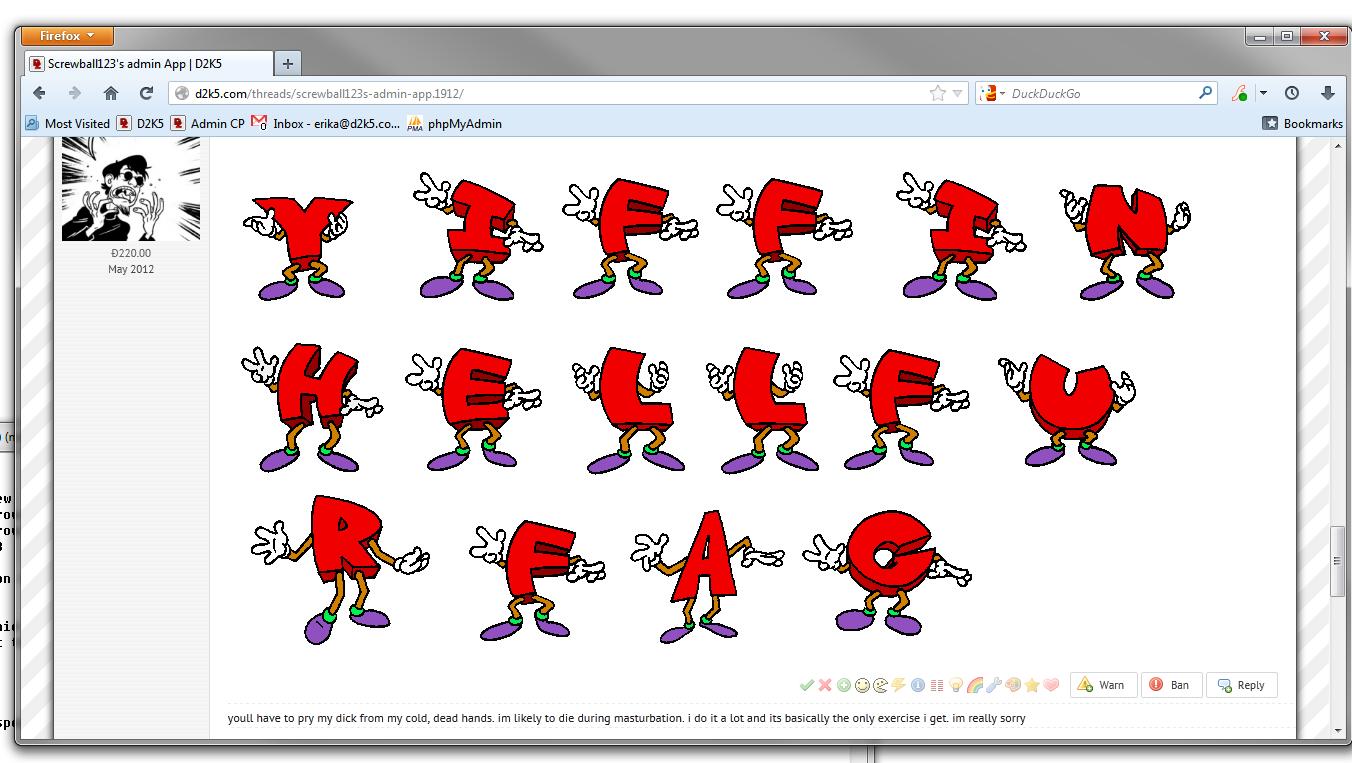 Firefox
Screwball123's admin App | D2K5
d2k5.com/threads/screwball123s-admin-app.1912/
DuckDuckGo
Most Visited D2K5 Admin CP Inbox - erika@d2k5.co... phpMyAdmin Bookmarks
Đ220.00
May 2012
YIFFIN
HELLFU
RFAG
Warn Ban Reply
youll have to pry my dick from my cold, dead hands. im likely to die during masturbation. i do it a lot and its basically the only exercise i get. im really sorry